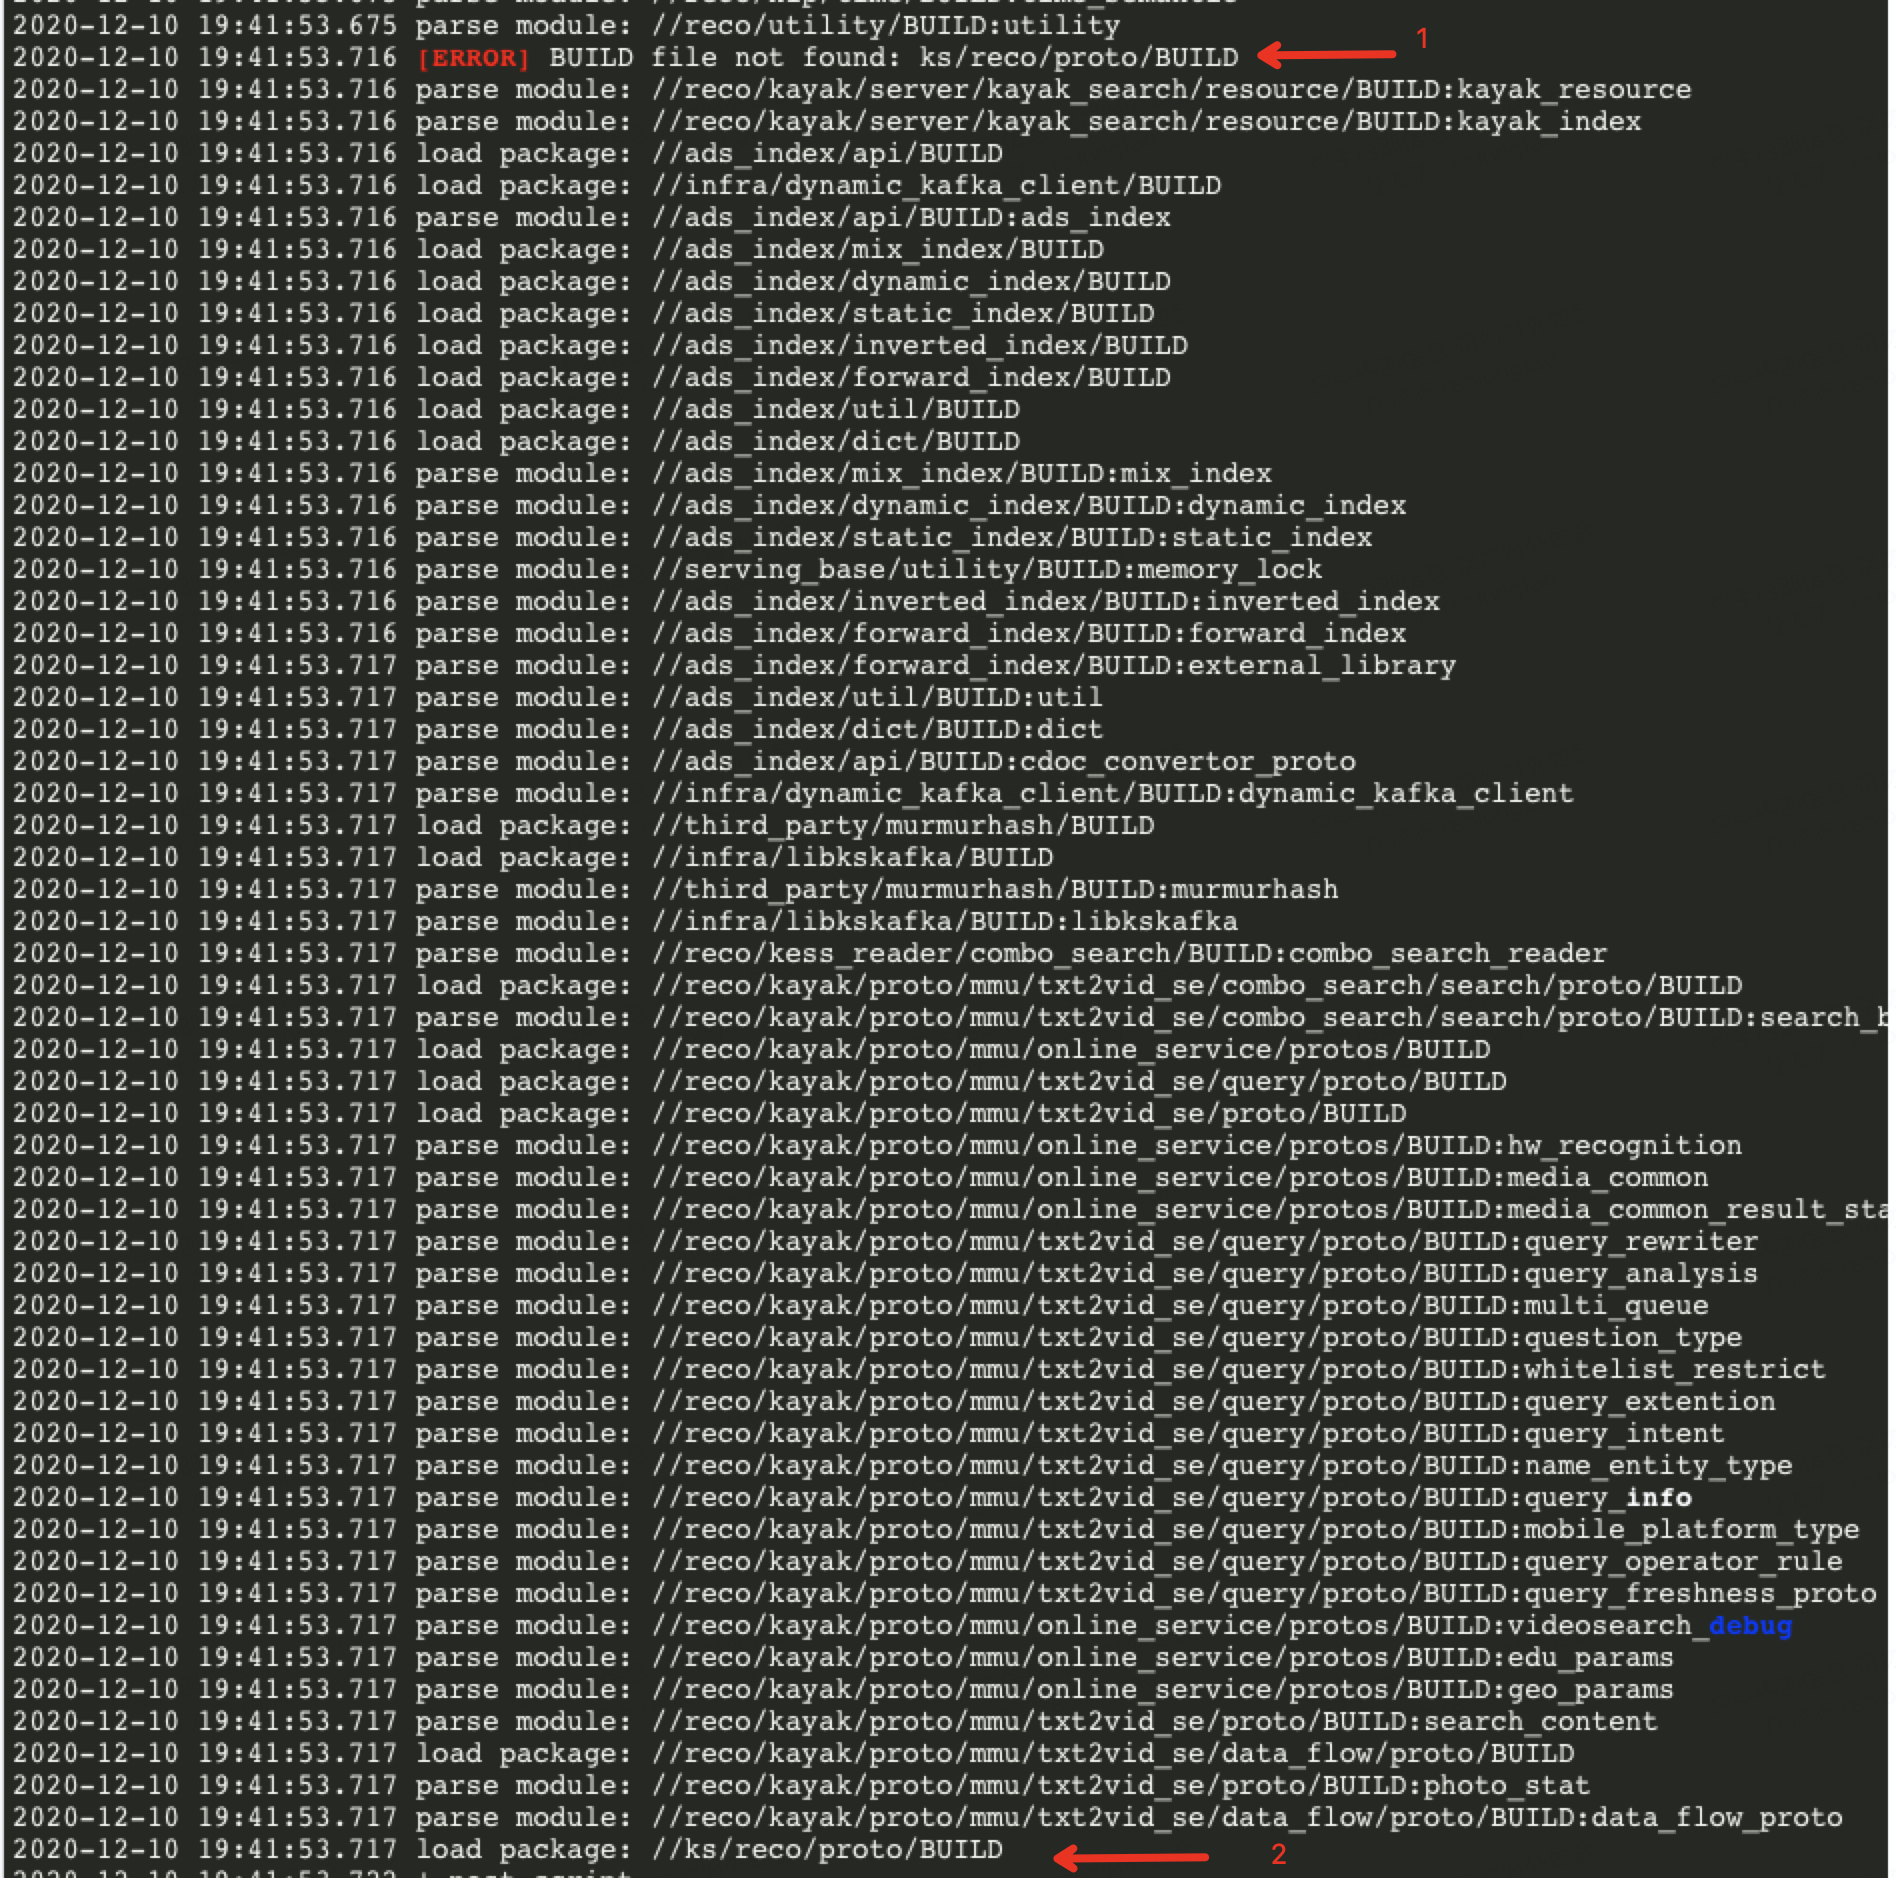 2020-12-10 19:41:53.675 parse module: //reco/utility/BUILD:utility
2020-12-10 19:41:53.716 [ERROR] BUILD file not found: ks/reco/proto/BUILD 1
2020-12-10 19:41:53.716 parse module: //reco/kayak/server/kayak_search/resource/BUILD:kayak_resource
2020-12-10 19:41:53.716 parse module: //reco/kayak/server/kayak_search/resource/BUILD:kayak_index
2020-12-10 19:41:53.716 load package: //ads_index/api/BUILD
2020-12-10 19:41:53.716 load package: //infra/dynamic_kafka_client/BUILD
2020-12-10 19:41:53.716 parse module: //ads_index/api/BUILD:ads_index
2020-12-10 19:41:53.716 load package: //ads_index/mix_index/BUILD
2020-12-10 19:41:53.716 load package: //ads_index/dynamic_index/BUILD
2020-12-10 19:41:53.716 load package: //ads_index/static_index/BUILD
2020-12-10 19:41:53.716 load package: //ads_index/inverted_index/BUILD
2020-12-10 19:41:53.716 load package: //ads_index/forward_index/BUILD
2020-12-10 19:41:53.716 load package: //ads_index/util/BUILD
2020-12-10 19:41:53.716 load package: //ads_index/dict/BUILD
2020-12-10 19:41:53.716 parse module: //ads_index/mix_index/BUILD:mix_index
2020-12-10 19:41:53.716 parse module: //ads_index/dynamic_index/BUILD:dynamic_index
2020-12-10 19:41:53.716 parse module: //ads_index/static_index/BUILD:static_index
2020-12-10 19:41:53.716 parse module: //serving_base/utility/BUILD:memory_lock
2020-12-10 19:41:53.716 parse module: //ads_index/inverted_index/BUILD:inverted_index
2020-12-10 19:41:53.716 parse module: //ads_index/forward_index/BUILD:forward_index
2020-12-10 19:41:53.717 parse module: //ads_index/forward_index/BUILD:external_library
2020-12-10 19:41:53.717 parse module: //ads_index/util/BUILD:util
2020-12-10 19:41:53.717 parse module: //ads_index/dict/BUILD:dict
2020-12-10 19:41:53.717 parse module: //ads_index/api/BUILD:cdoc_convertor_proto
2020-12-10 19:41:53.717 parse module: //infra/dynamic_kafka_client/BUILD:dynamic_kafka_client
2020-12-10 19:41:53.717 load package: //third_party/murmurhash/BUILD
2020-12-10 19:41:53.717 load package: //infra/libkskafka/BUILD
2020-12-10 19:41:53.717 parse module: //third_party/murmurhash/BUILD:murmurhash
2020-12-10 19:41:53.717 parse module: //infra/libkskafka/BUILD:libkskafka
2020-12-10 19:41:53.717 parse module: //reco/kess_reader/combo_search/BUILD:combo_search_reader
2020-12-10 19:41:53.717 load package: //reco/kayak/proto/mmu/txt2vid_se/combo_search/search/proto/BUILD
2020-12-10 19:41:53.717 parse module: //reco/kayak/proto/mmu/txt2vid_se/combo_search/search/proto/BUILD:search_b
2020-12-10 19:41:53.717 load package: //reco/kayak/proto/mmu/online_service/protos/BUILD
2020-12-10 19:41:53.717 load package: //reco/kayak/proto/mmu/txt2vid_se/query/proto/BUILD
2020-12-10 19:41:53.717 load package: //reco/kayak/proto/mmu/txt2vid_se/proto/BUILD
2020-12-10 19:41:53.717 parse module: //reco/kayak/proto/mmu/online_service/protos/BUILD:hw_recognition
2020-12-10 19:41:53.717 parse module: //reco/kayak/proto/mmu/online_service/protos/BUILD:media_common
2020-12-10 19:41:53.717 parse module: //reco/kayak/proto/mmu/online_service/protos/BUILD:media_common_result_sta
2020-12-10 19:41:53.717 parse module: //reco/kayak/proto/mmu/txt2vid_se/query/proto/BUILD:query_rewriter
2020-12-10 19:41:53.717 parse module: //reco/kayak/proto/mmu/txt2vid_se/query/proto/BUILD:query_analysis
2020-12-10 19:41:53.717 parse module: //reco/kayak/proto/mmu/txt2vid_se/query/proto/BUILD:multi_queue
2020-12-10 19:41:53.717 parse module: //reco/kayak/proto/mmu/txt2vid_se/query/proto/BUILD:question_type
2020-12-10 19:41:53.717 parse module: //reco/kayak/proto/mmu/txt2vid_se/query/proto/BUILD:whitelist_restrict
2020-12-10 19:41:53.717 parse module: //reco/kayak/proto/mmu/txt2vid_se/query/proto/BUILD:query_extention
2020-12-10 19:41:53.717 parse module: //reco/kayak/proto/mmu/txt2vid_se/query/proto/BUILD:query_intent
2020-12-10 19:41:53.717 parse module: //reco/kayak/proto/mmu/txt2vid_se/query/proto/BUILD:name_entity_type
2020-12-10 19:41:53.717 parse module: //reco/kayak/proto/mmu/txt2vid_se/query/proto/BUILD:query_info
2020-12-10 19:41:53.717 parse module: //reco/kayak/proto/mmu/txt2vid_se/query/proto/BUILD:mobile_platform_type
2020-12-10 19:41:53.717 parse module: //reco/kayak/proto/mmu/txt2vid_se/query/proto/BUILD:query_operator_rule
2020-12-10 19:41:53.717 parse module: //reco/kayak/proto/mmu/txt2vid_se/query/proto/BUILD:query_freshness_proto
2020-12-10 19:41:53.717 parse module: //reco/kayak/proto/mmu/online_service/protos/BUILD:videosearch_debug
2020-12-10 19:41:53.717 parse module: //reco/kayak/proto/mmu/online_service/protos/BUILD:edu_params
2020-12-10 19:41:53.717 parse module: //reco/kayak/proto/mmu/online_service/protos/BUILD:geo_params
2020-12-10 19:41:53.717 parse module: //reco/kayak/proto/mmu/txt2vid_se/proto/BUILD:search_content
2020-12-10 19:41:53.717 load package: //reco/kayak/proto/mmu/txt2vid_se/data_flow/proto/BUILD
2020-12-10 19:41:53.717 parse module: //reco/kayak/proto/mmu/txt2vid_se/proto/BUILD:photo_stat
2020-12-10 19:41:53.717 parse module: //reco/kayak/proto/mmu/txt2vid_se/data_flow/proto/BUILD:data_flow_proto
2020-12-10 19:41:53.717 load package: //ks/reco/proto/BUILD 2